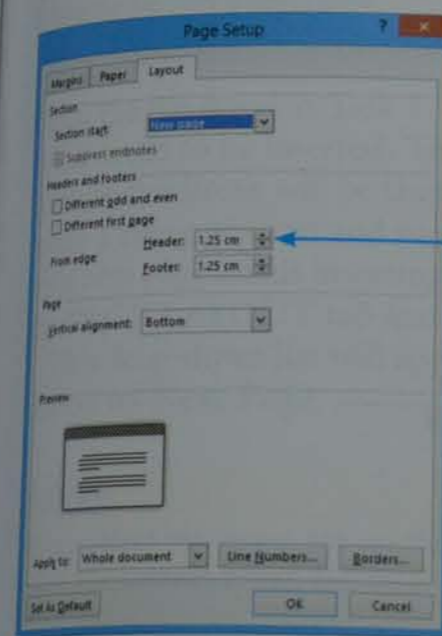 Page Setup ?
Margins Paper Layout
Section
Section start: New page
Suppress endnotes
Headers and footers
Different odd and even
Different first page
Header: 1.25 cm
From edge:
Footer: 1.25 cm
Page
Vertical alignment: Bottom
Preview
Apply to: Whole document Line Numbers... Borders...
Set As Default OK Cancel